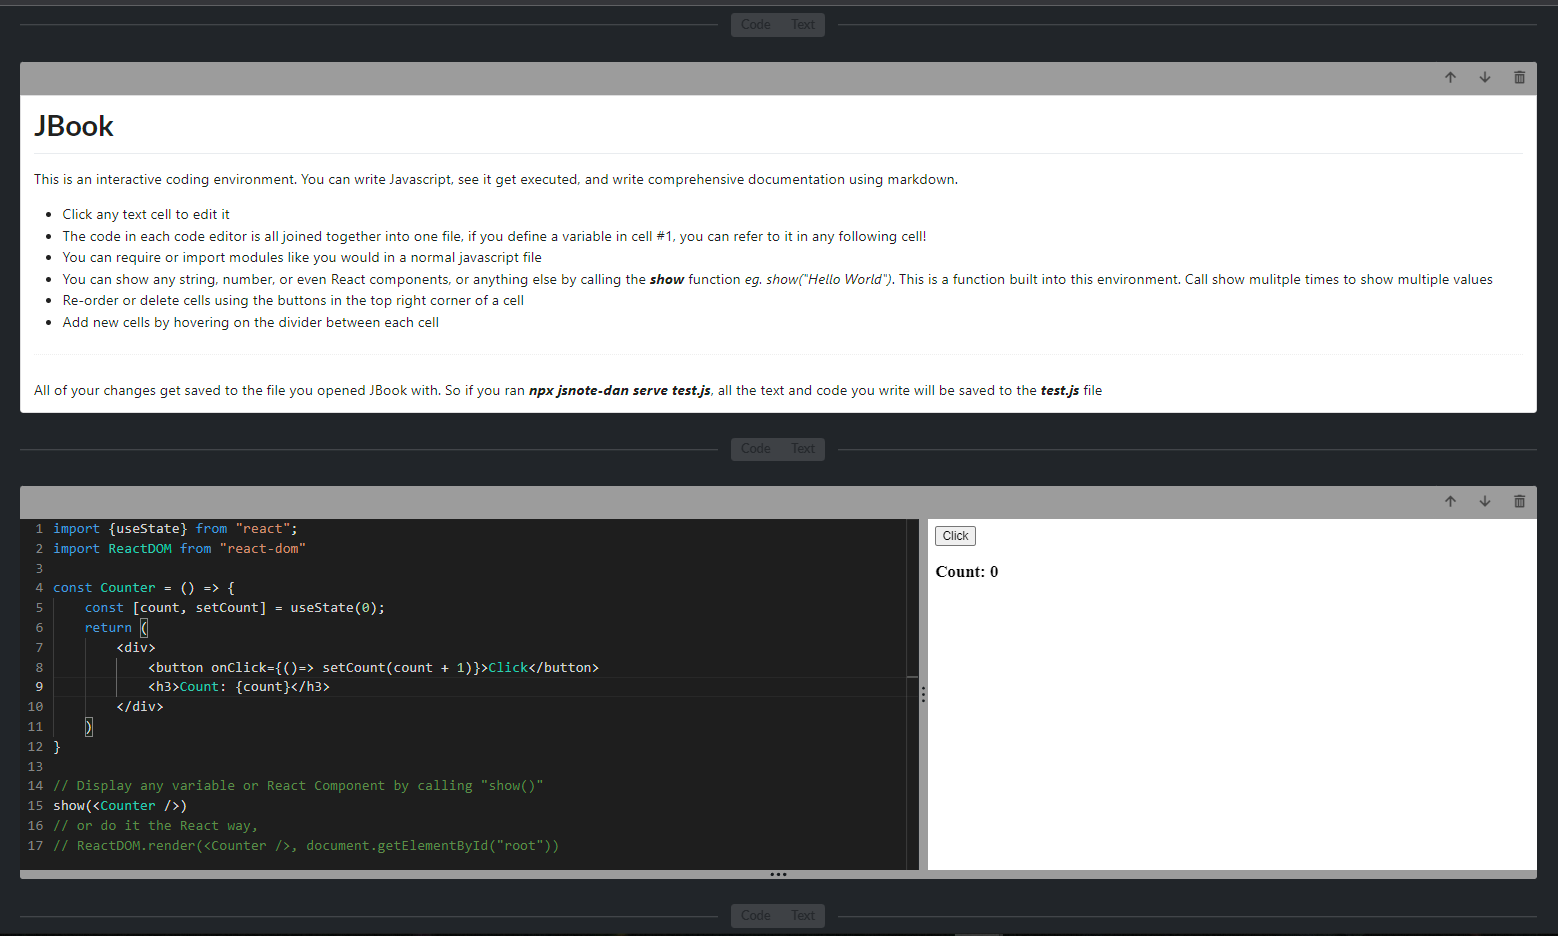 Code Text
JBook
This is an interactive coding environment. You can write Javascript, see it get executed, and write comprehensive documentation using markdown.
• Click any text cell to edit it
• The code in each code editor is all joined together into one file, if you define a variable in cell #1, you can refer to it in any following cell!
• You can require or import modules like you would in a normal javascript file
• You can show any string, number, or even React components, or anything else by calling the show function eg. show("Hello World"). This is a function built into this environment. Call show mulitple times to show multiple values
• Re-order or delete cells using the buttons in the top right corner of a cell
• Add new cells by hovering on the divider between each cell
All of your changes get saved to the file you opened JBook with. So if you ran npx jsnote-dan serve test.js, all the text and code you write will be saved to the test.js file
Code Text
1 import {useState} from "react";
2 import ReactDOM from "react-dom"
3
4 const Counter = () => {
5     const [count, setCount] = useState(0);
6     return (
7         <div>
8             <button onClick={()=> setCount(count + 1)}>Click</button>
9             <h3>Count: {count}</h3>
10         </div>
11     )
12 }
13
14 // Display any variable or React Component by calling "show()"
15 show(<Counter />)
16 // or do it the React way,
17 // ReactDOM.render(<Counter />, document.getElementById("root"))
Click
Count: 0
Code Text